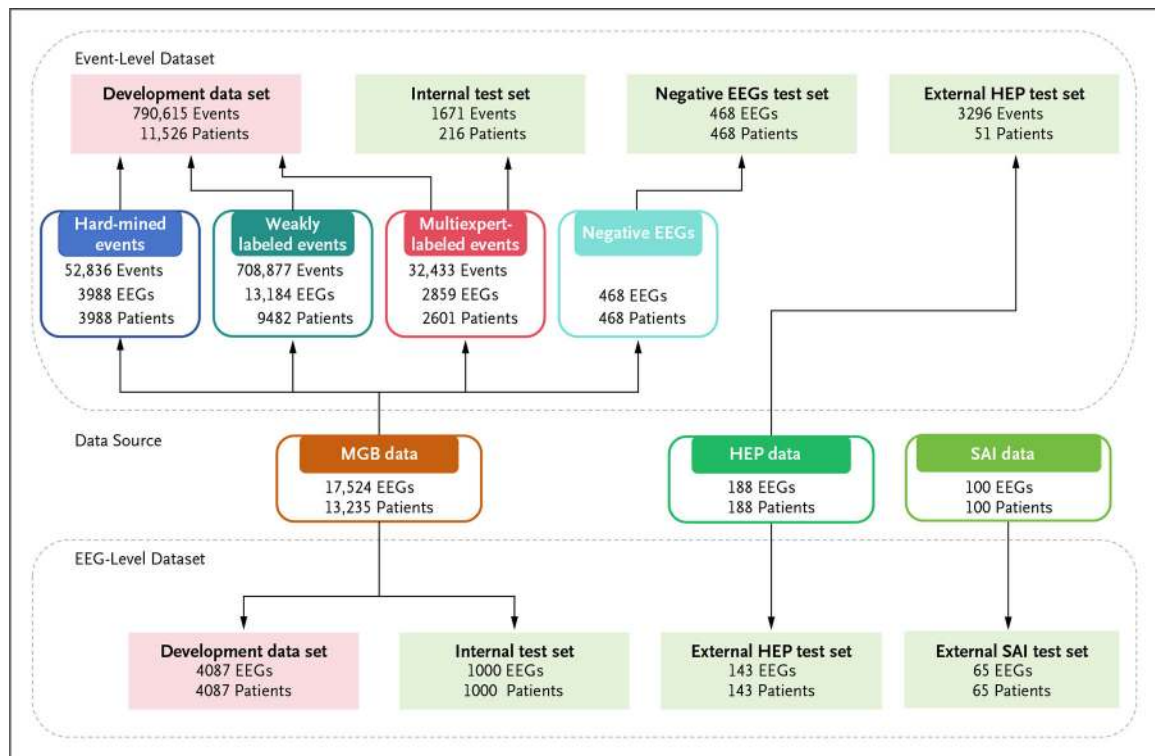 Event-Level Dataset
Development data set
790,615 Events
11,526 Patients
Internal test set
1671 Events
216 Patients
Negative EEGs test set
468 EEGs
468 Patients
External HEP test set
3296 Events
51 Patients
Hard-mined
events
52,836 Events
3988 EEGs
3988 Patients
Weakly
labeled events
708,877 Events
13,184 EEGs
9482 Patients
Multiexpert-
labeled events
32,433 Events
2859 EEGs
2601 Patients
Negative EEGs
468 EEGs
468 Patients
Data Source
MGB data
17,524 EEGs
13,235 Patients
HEP data
188 EEGs
188 Patients
SAI data
100 EEGs
100 Patients
EEG-Level Dataset
Development data set
4087 EEGs
4087 Patients
Internal test set
1000 EEGs
1000 Patients
External HEP test set
143 EEGs
143 Patients
External SAI test set
65 EEGs
65 Patients